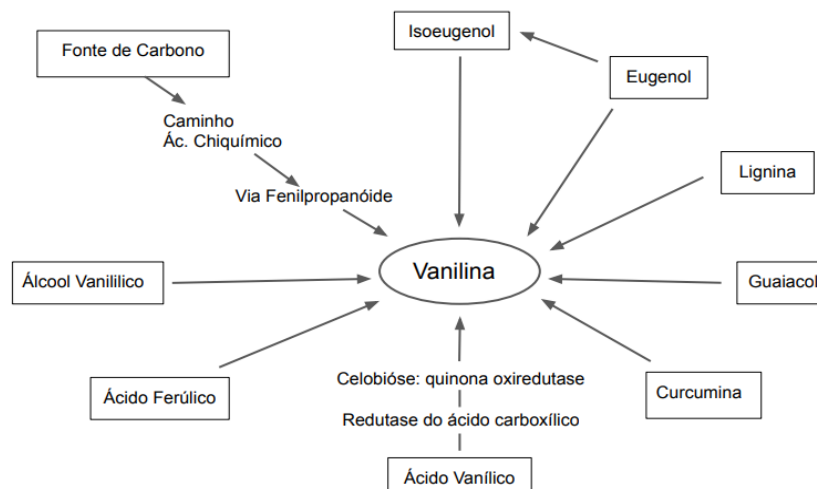 Isoeugenol
Fonte de Carbono
Eugenol
Caminho
Ác. Chiquímico
Lignina
Via Fenilpropanóide
Vanilina
Álcool Vanililico
Guaiacol
Celobióse: quinona oxiredutase
Ácido Ferúlico
Curcumina
Redutase do ácido carboxílico
Ácido Vanílico